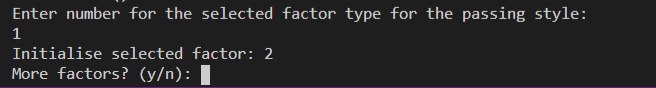 Enter number for the selected factor type for the passing style:
1
Initialise selected factor: 2
More factors? (y/n):